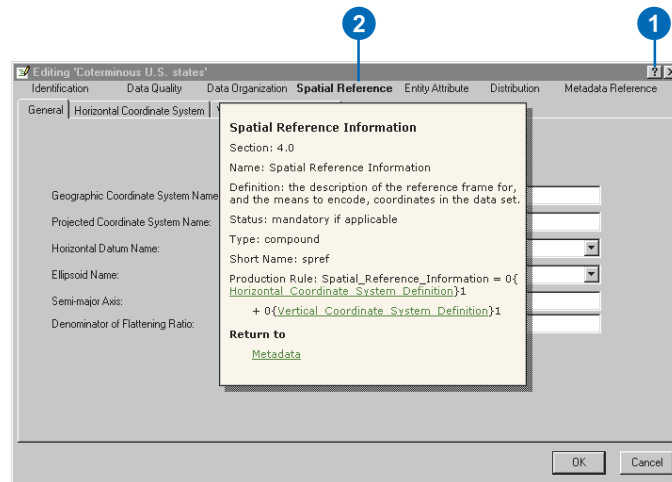 2 1
Editing 'Coterminous U.S. states'
Identification Data Quality Data Organization Spatial Reference Entity Attribute Distribution Metadata Reference
General Horizontal Coordinate System
Spatial Reference Information
Section: 4.0
Name: Spatial Reference Information
Definition: the description of the reference frame for,
and the means to encode, coordinates in the data set.
Status: mandatory if applicable
Type: compound
Short Name: spref
Production Rule: Spatial_Reference_Information = 0{
Horizontal_Coordinate_System_Definition}1
+ 0{Vertical_Coordinate_System_Definition}1
Return to
Metadata
Geographic Coordinate System Name
Projected Coordinate System Name:
Horizontal Datum Name:
Ellipsoid Name:
Semi-major Axis:
Denominator of Flattening Ratio:
OK Cancel